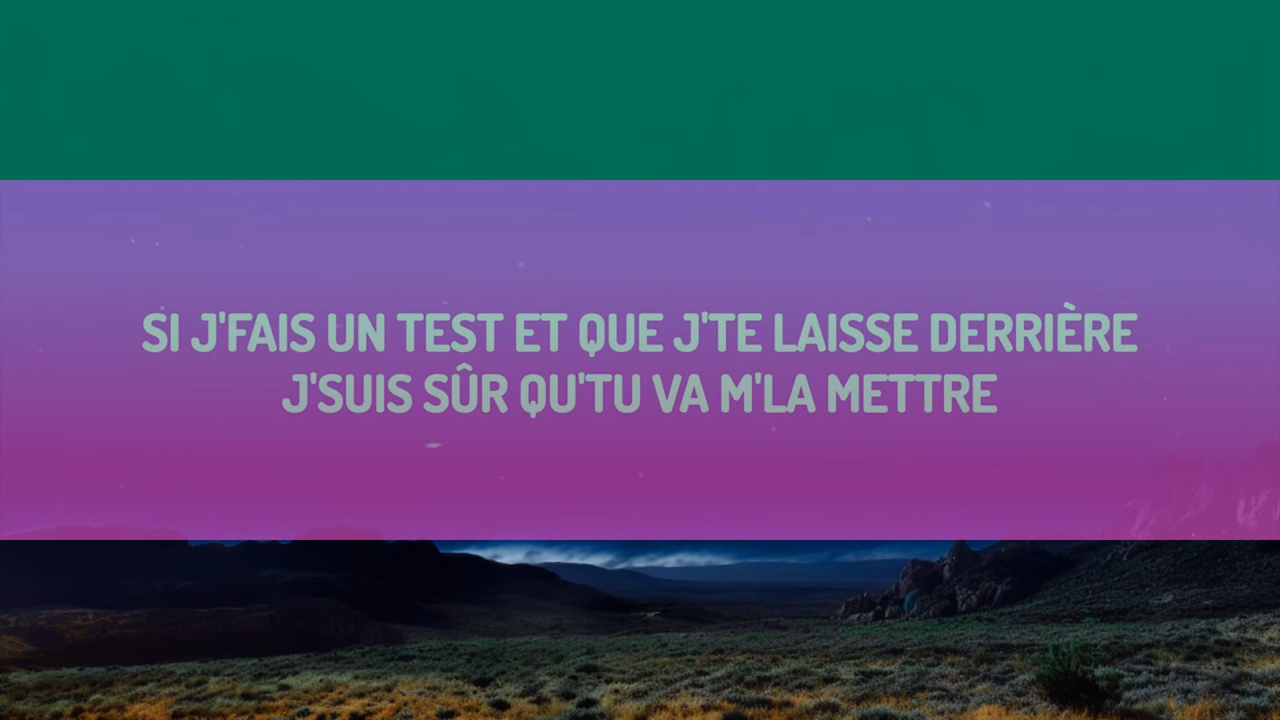 SI J'FAIS UN TEST ET QUE J'TE LAISSE DERRIÈRE
J'SUIS SÛR QU'TU VA M'LA METTRE